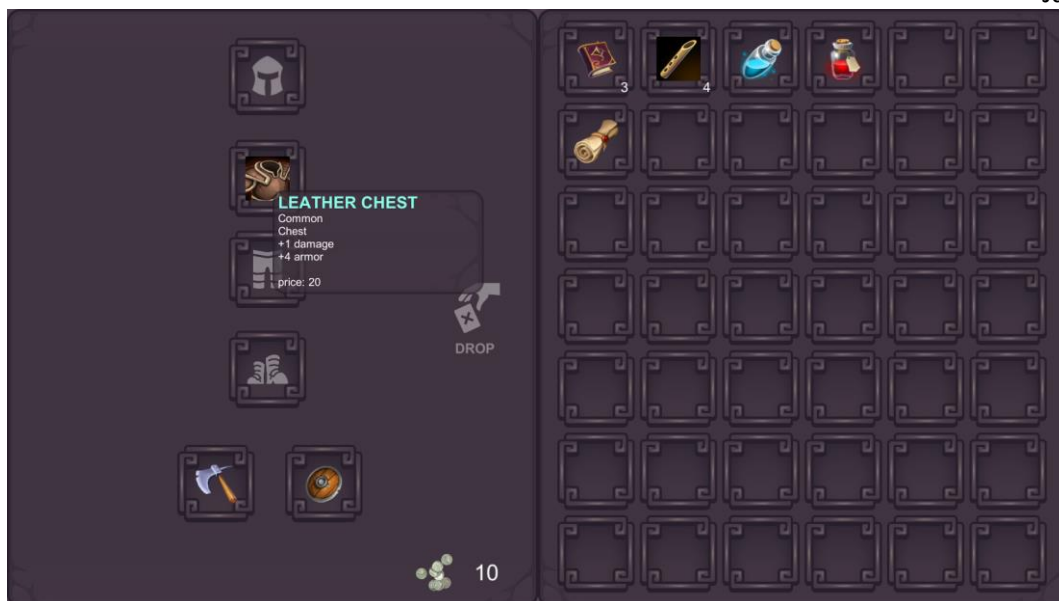 3
4
LEATHER CHEST
Common
Chest
+1 damage
+4 armor
price: 20
DROP
10